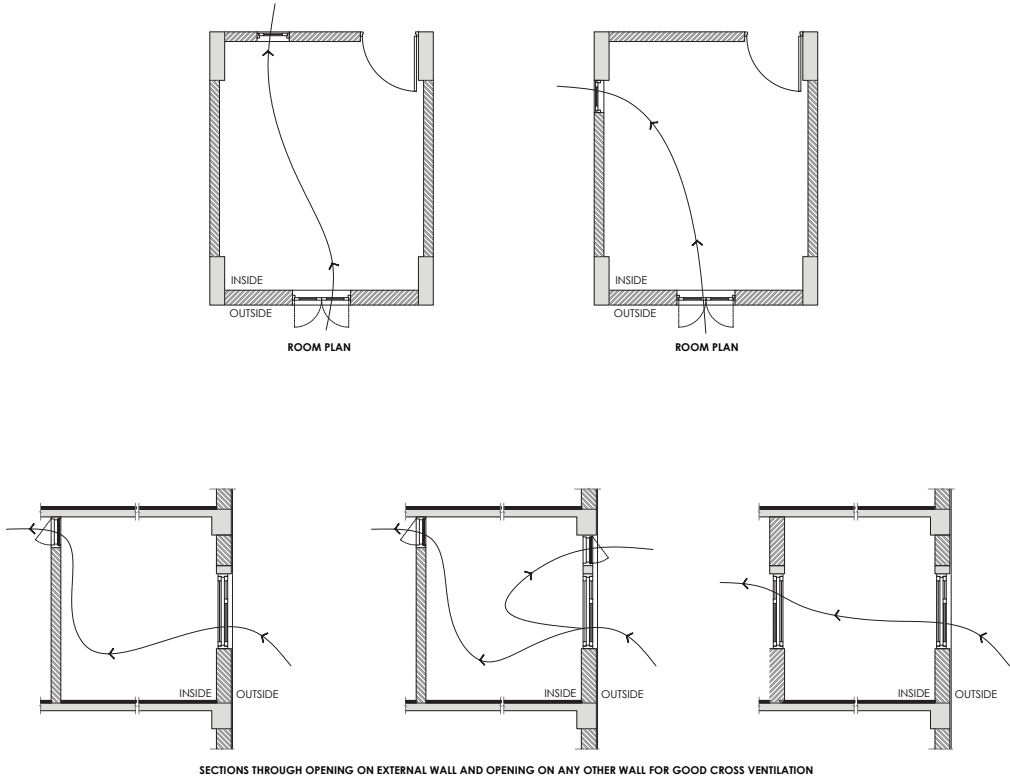 INSIDE
OUTSIDE
ROOM PLAN
INSIDE
OUTSIDE
ROOM PLAN
INSIDE OUTSIDE
INSIDE OUTSIDE
INSIDE OUTSIDE
SECTIONS THROUGH OPENING ON EXTERNAL WALL AND OPENING ON ANY OTHER WALL FOR GOOD CROSS VENTILATION